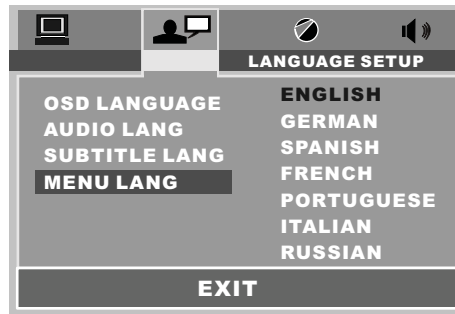 LANGUAGE SETUP
OSD LANGUAGE
AUDIO LANG
SUBTITLE LANG
MENU LANG
ENGLISH
GERMAN
SPANISH
FRENCH
PORTUGUESE
ITALIAN
RUSSIAN
EXIT